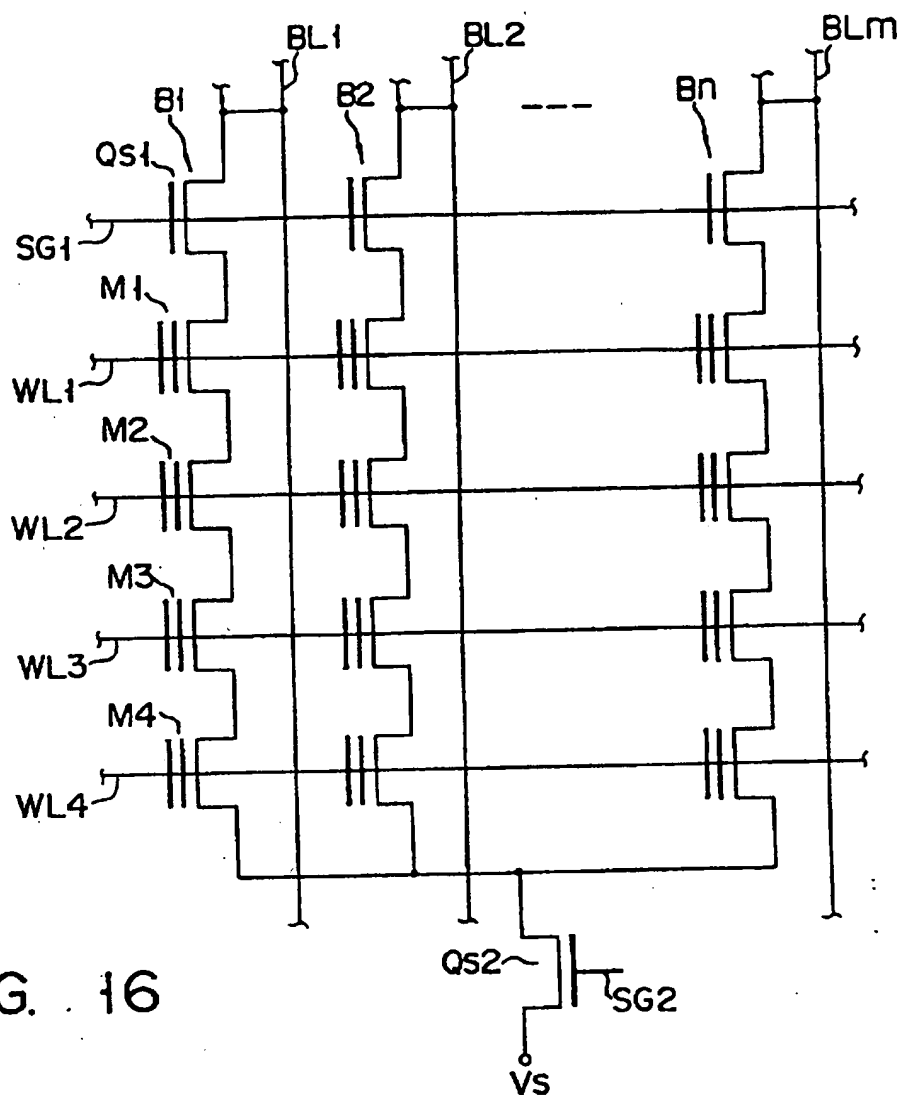 BL1 BL2 BLm
B1 B2 --- Bn
Qs1
SG1
M1
WL1
M2
WL2
M3
WL3
M4
WL4
Qs2
SG2
G. 16
Vs